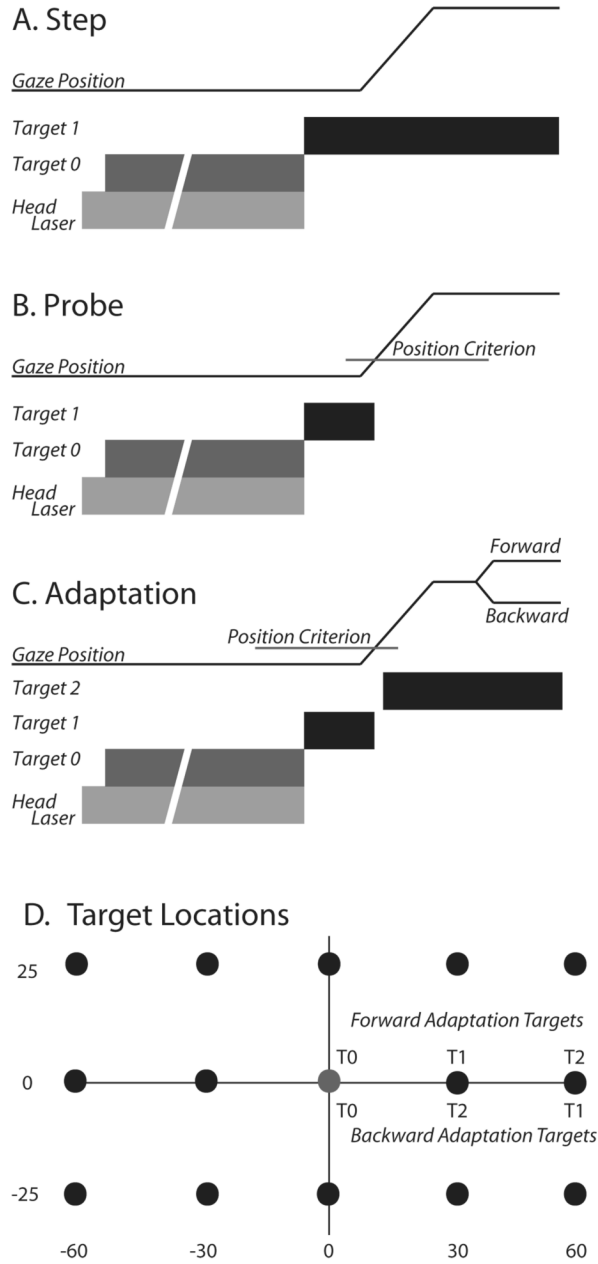 A. Step
Gaze Position
Target 1
Target 0
Head
Laser
B. Probe
Position Criterion
Gaze Position
Target 1
Target 0
Head
Laser
Forward
C. Adaptation
Backward
Position Criterion
Gaze Position
Target 2
Target 1
Target 0
Head
Laser
D. Target Locations
25
Forward Adaptation Targets
T0 T1 T2
0
T0 T2 T1
Backward Adaptation Targets
-25
-60 -30 0 30 60